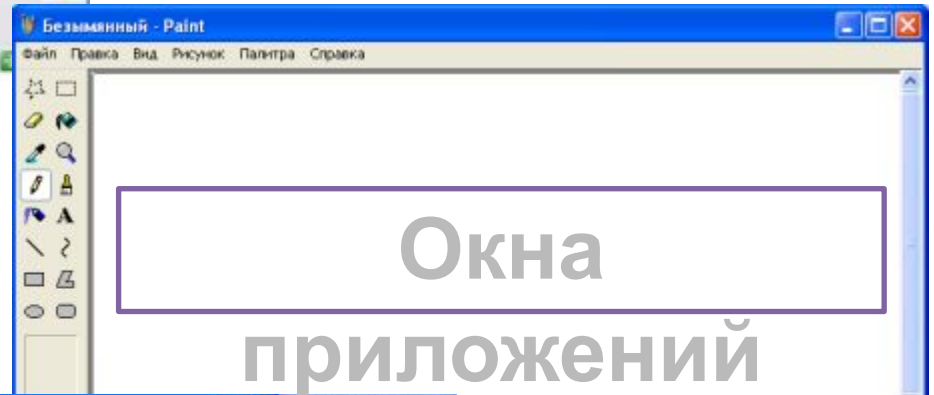 Безымянный - Paint
Файл Правка Вид Рисунок Палитра Справка
A
Окна
приложений